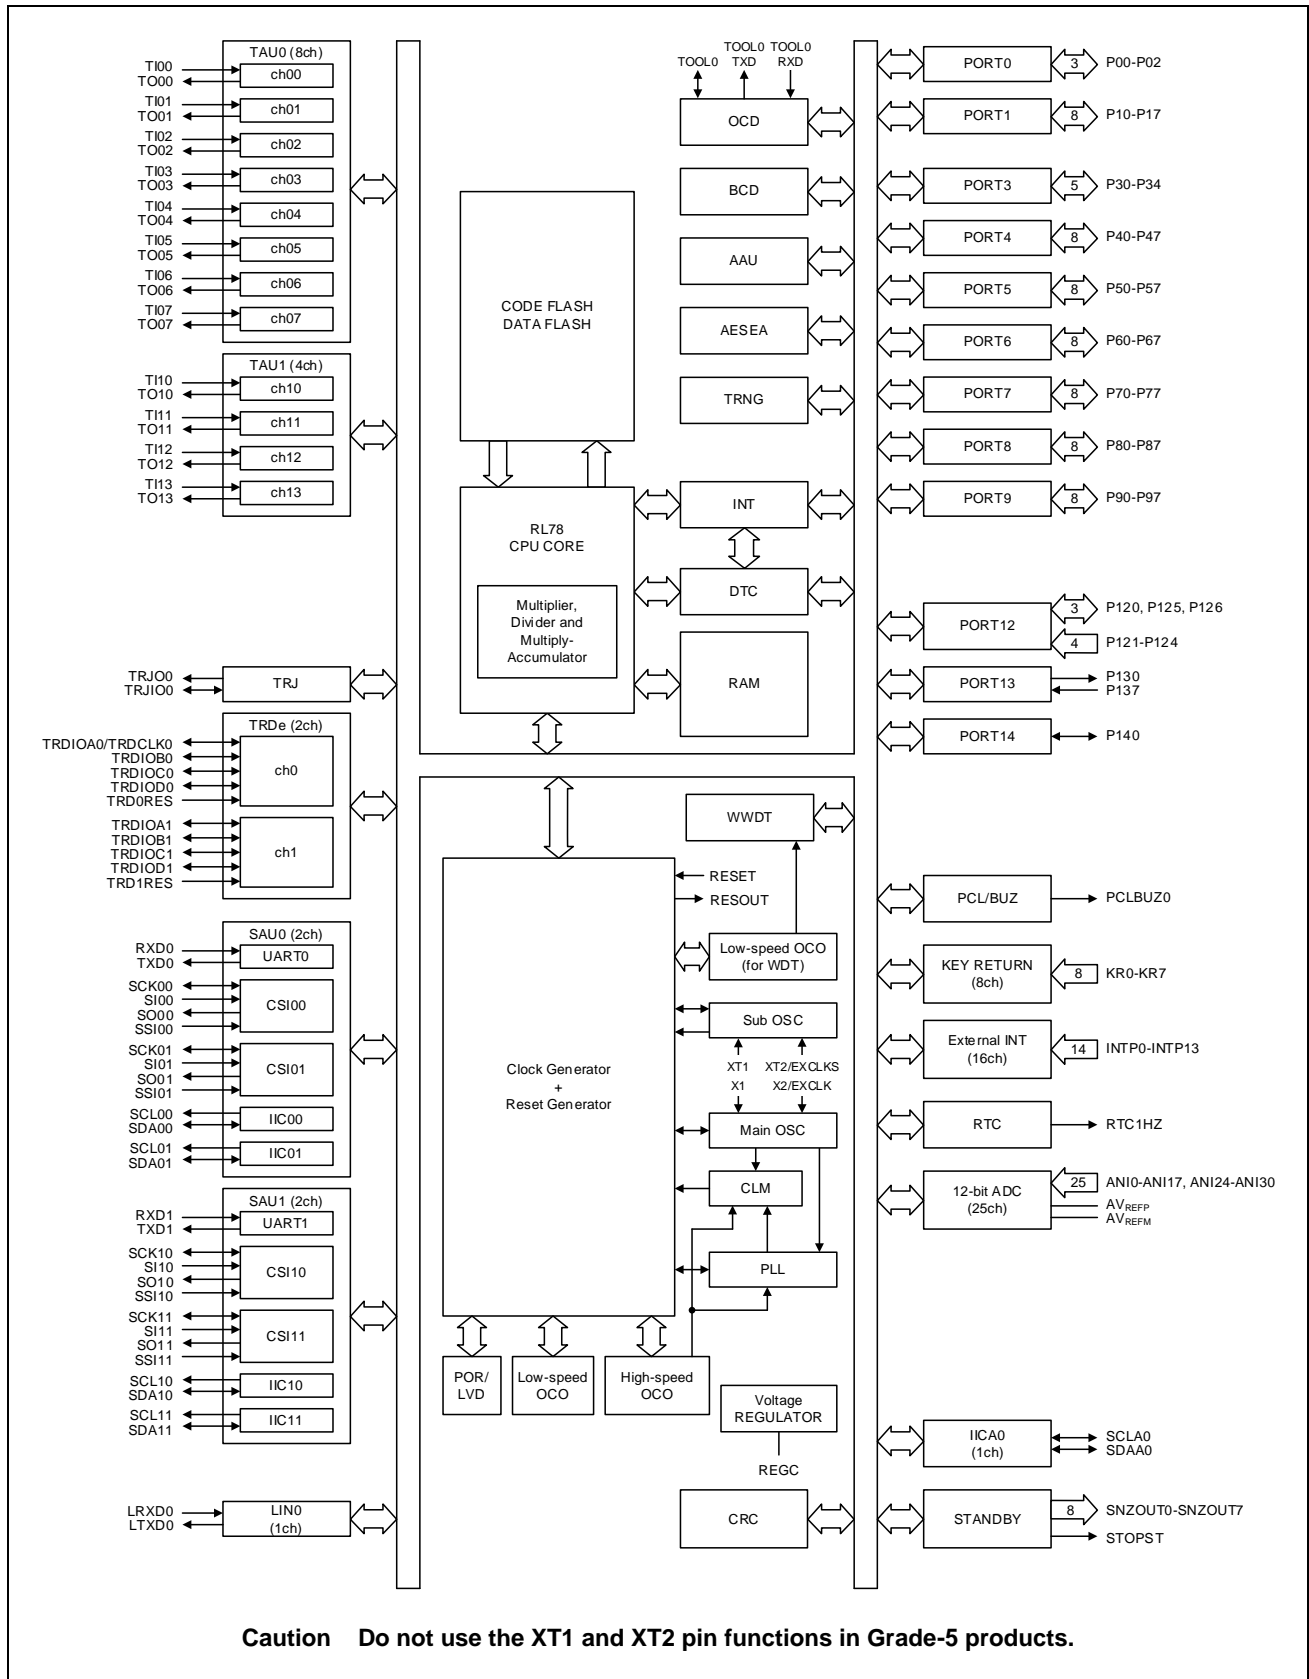 TAU0 (8ch)
TI00
TO00
ch00
TI01
TO01
ch01
TI02
TO02
ch02
TI03
TO03
ch03
TI04
TO04
ch04
TI05
TO05
ch05
TI06
TO06
ch06
TI07
TO07
ch07
TAU1 (4ch)
TI10
TO10
ch10
TI11
TO11
ch11
TI12
TO12
ch12
TI13
TO13
ch13
TRJO0
TRJIO0
TRJ
TRDe (2ch)
TRDIOA0/TRDCLK0
TRDIOB0
TRDIOC0
TRDIOD0
TRD0RES
ch0
TRDIOA1
TRDIOB1
TRDIOC1
TRDIOD1
TRD1RES
ch1
SAU0 (2ch)
RXD0
TXD0
UART0
SCK00
SI00
SO00
SSI00
CSI00
SCK01
SI01
SO01
SSI01
CSI01
SCL00
SDA00
IIC00
SCL01
SDA01
IIC01
SAU1 (2ch)
RXD1
TXD1
UART1
SCK10
SI10
SO10
SSI10
CSI10
SCK11
SI11
SO11
SSI11
CSI11
SCL10
SDA10
IIC10
SCL11
SDA11
IIC11
LRXD0
LTXD0
LIN0
(1ch)
CODE FLASH
DATA FLASH
RL78
CPU CORE
Multiplier,
Divider and
Multiply-
Accumulator
TOOL0
TOOL0
TXD
TOOL0
RXD
OCD
BCD
AAU
AESEA
TRNG
INT
DTC
RAM
WWDT
RESET
RESOUT
Low-speed OCO
(for WDT)
Sub OSC
XT1
XT2/EXCLKS
X1
X2/EXCLK
Main OSC
CLM
PLL
Clock Generator
+
Reset Generator
POR/
LVD
Low-speed
OCO
High-speed
OCO
Voltage
REGULATOR
REGC
CRC
PORT0
3
P00-P02
PORT1
8
P10-P17
PORT3
5
P30-P34
PORT4
8
P40-P47
PORT5
8
P50-P57
PORT6
8
P60-P67
PORT7
8
P70-P77
PORT8
8
P80-P87
PORT9
8
P90-P97
PORT12
3
P120, P125, P126
4
P121-P124
PORT13
P130
P137
PORT14
P140
PCL/BUZ
PCLBUZ0
KEY RETURN
(8ch)
8
KR0-KR7
External INT
(16ch)
14
INTP0-INTP13
RTC
RTC1HZ
12-bit ADC
(25ch)
25
ANI0-ANI17, ANI24-ANI30
AVREFP
AVREFM
IICA0
(1ch)
SCLA0
SDAA0
STANDBY
8
SNZOUT0-SNZOUT7
STOPST
Caution Do not use the XT1 and XT2 pin functions in Grade-5 products.